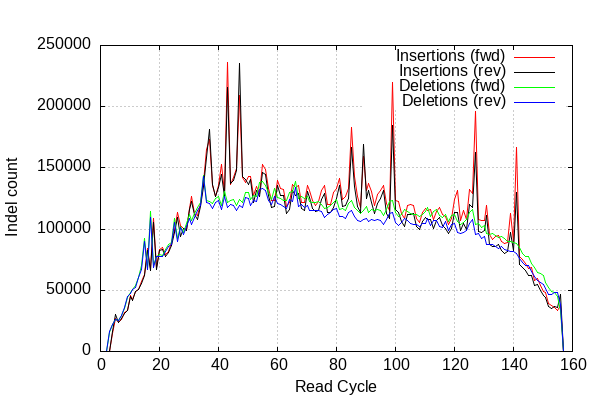 250000
200000
150000
100000
50000
0
Indel count
Insertions (fwd)
Insertions (rev)
Deletions (fwd)
Deletions (rev)
0 20 40 60 80 100 120 140 160
Read Cycle